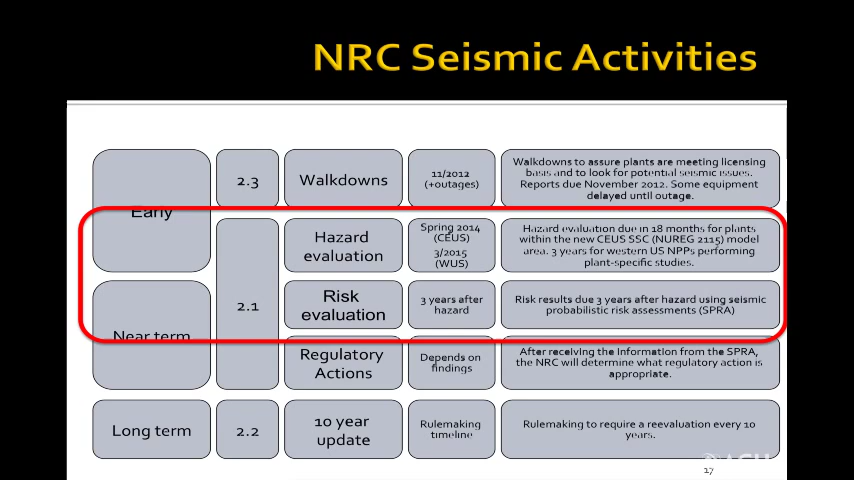 NRC Seismic Activities
Early
2.3
Walkdowns
11/2012
(+outages)
Walkdowns to assure plants are meeting licensing
basis and to look for potential seismic issues.
Reports due November 2012. Some equipment
delayed until outage.
2.1
Hazard
evaluation
Spring 2014
(CEUS)
3/2015
(WUS)
Hazard evaluation due in 18 months for plants
within the new CEUS SSC (NUREG 2115) model
area. 3 years for western US NPPs performing
plant-specific studies.
Near term
Risk
evaluation
3 years after
hazard
Risk results due 3 years after hazard using seismic
probabilistic risk assessments (SPRA)
Regulatory
Actions
Depends on
findings
After receiving the information from the SPRA,
the NRC will determine what regulatory action is
appropriate.
Long term
2.2
10 year
update
Rulemaking
timeline
Rulemaking to require a reevaluation every 10
years.
AGU
17